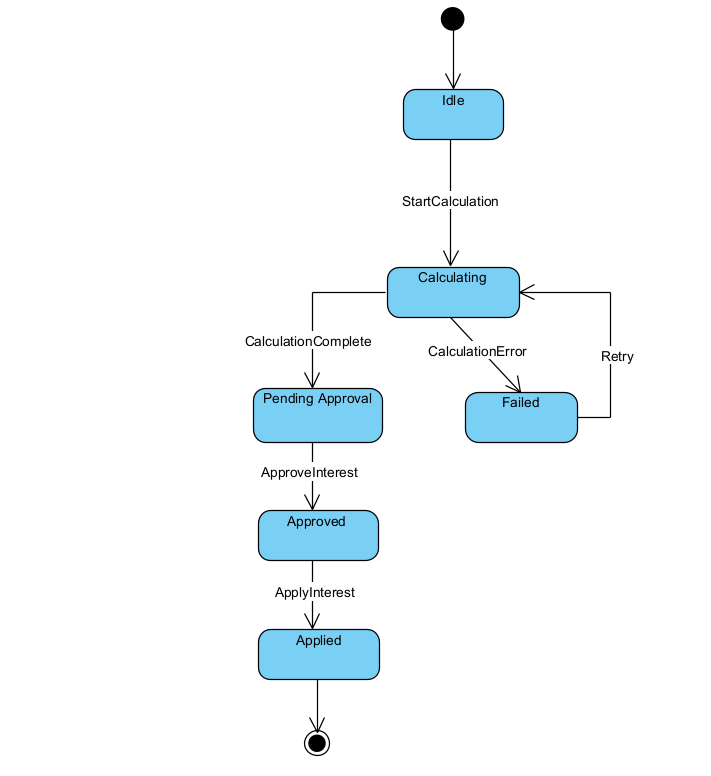 Idle
StartCalculation
Calculating
CalculationComplete
CalculationError
Retry
Pending Approval
Failed
ApproveInterest
Approved
ApplyInterest
Applied